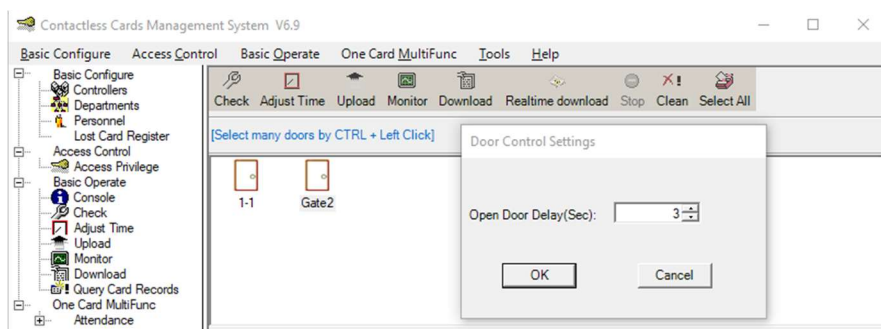 Contactless Cards Management System V6.9
Basic Configure Access Control Basic Operate One Card MultiFunc Tools Help
Basic Configure
Controllers
Departments
Personnel
Lost Card Register
Access Control
Access Privilege
Basic Operate
Console
Check
Adjust Time
Upload
Monitor
Download
Query Card Records
One Card MultiFunc
Attendance
Check Adjust Time Upload Monitor Download Realtime download Stop Clean Select All
[Select many doors by CTRL + Left Click]
1-1 Gate2
Door Control Settings
Open Door Delay(Sec): 3
OK Cancel